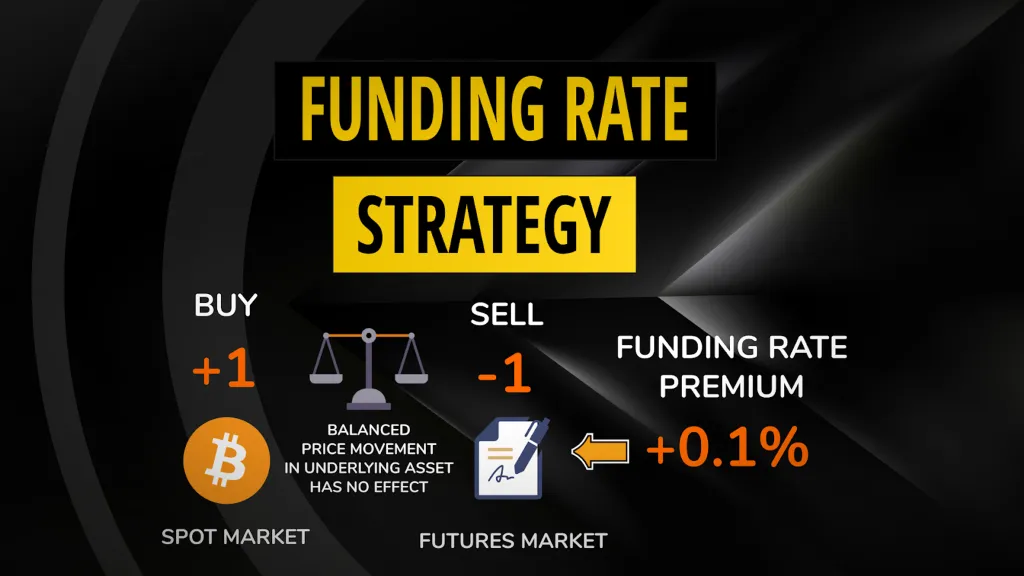 FUNDING RATE
STRATEGY
BUY
+1
BALANCED
PRICE MOVEMENT
IN UNDERLYING ASSET
HAS NO EFFECT
SPOT MARKET
SELL
-1
FUTURES MARKET
FUNDING RATE
PREMIUM
+0.1%